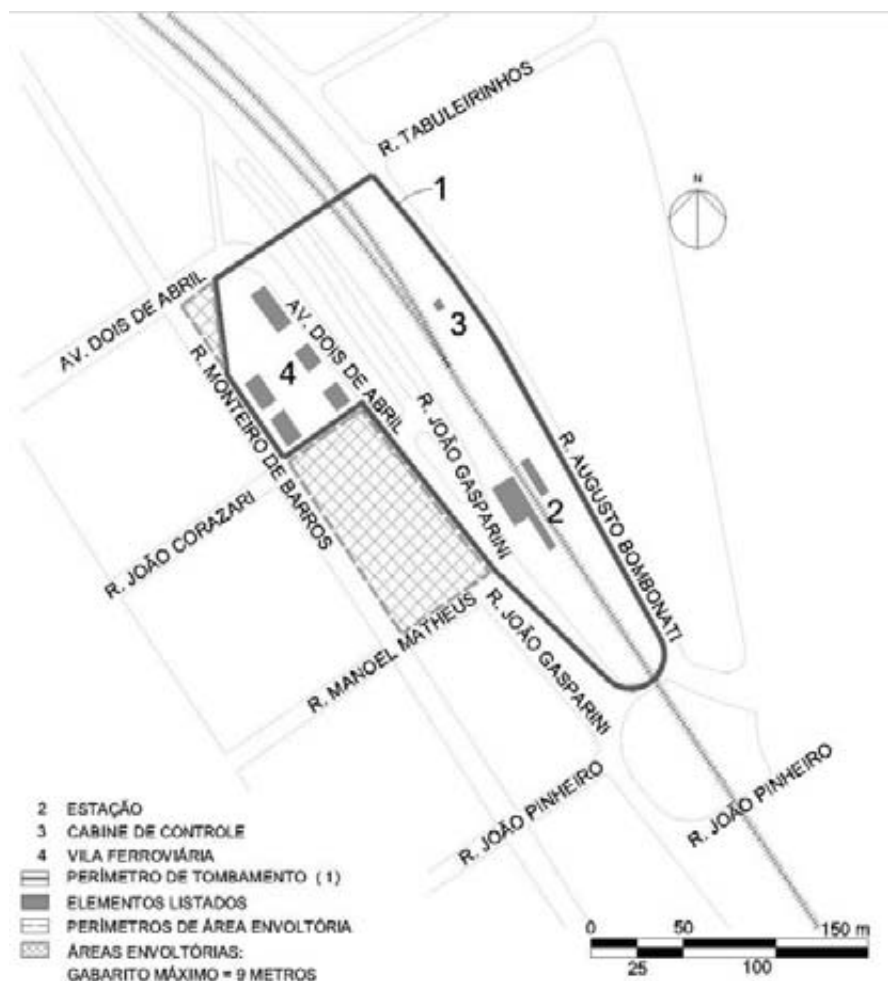 R. TABULEIRINHOS
1
N
AV. DOIS DE ABRIL
3
AV. DOIS DE ABRIL
4
R. MONTEIRO DE BARROS
R. JOÃO GASPARINI
R. AUGUSTO BOMBONATI
2
R. JOÃO CORAZARI
R. MANOEL MATHEUS
R. JOÃO GASPARINI
R. JOÃO PINHEIRO
R. JOÃO PINHEIRO
2 ESTAÇÃO
3 CABINE DE CONTROLE
4 VILA FERROVIÁRIA
PERÍMETRO DE TOMBAMENTO (1)
ELEMENTOS LISTADOS
PERÍMETROS DE ÁREA ENVOLTÓRIA
ÁREAS ENVOLTÓRIAS:
GABARITO MÁXIMO = 9 METROS
0 50 150 m
25 100